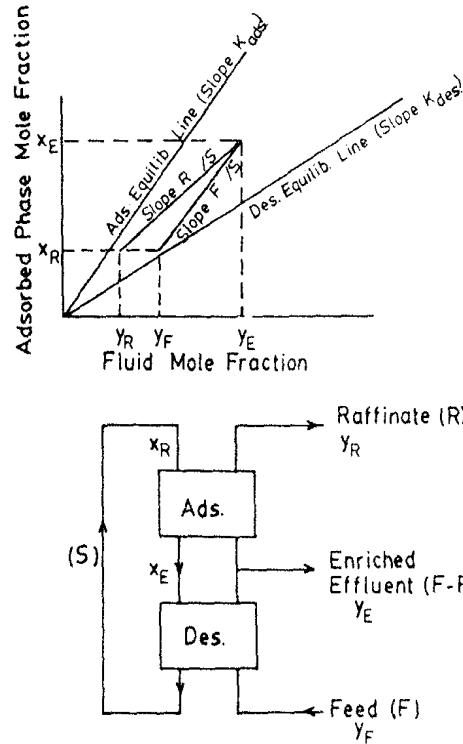 Adsorbed Phase Mole Fraction
Ads. Equilib. Line (Slope K_ads.)
Des. Equilib. Line (Slope K_des.)
Slope R/S
Slope F/S
x_E
x_R
y_R y_F y_E
Fluid Mole Fraction
Raffinate (R)
y_R
x_R
Ads.
(S)
x_E
Enriched
Effluent (F-F
y_E
Des.
Feed (F)
y_F